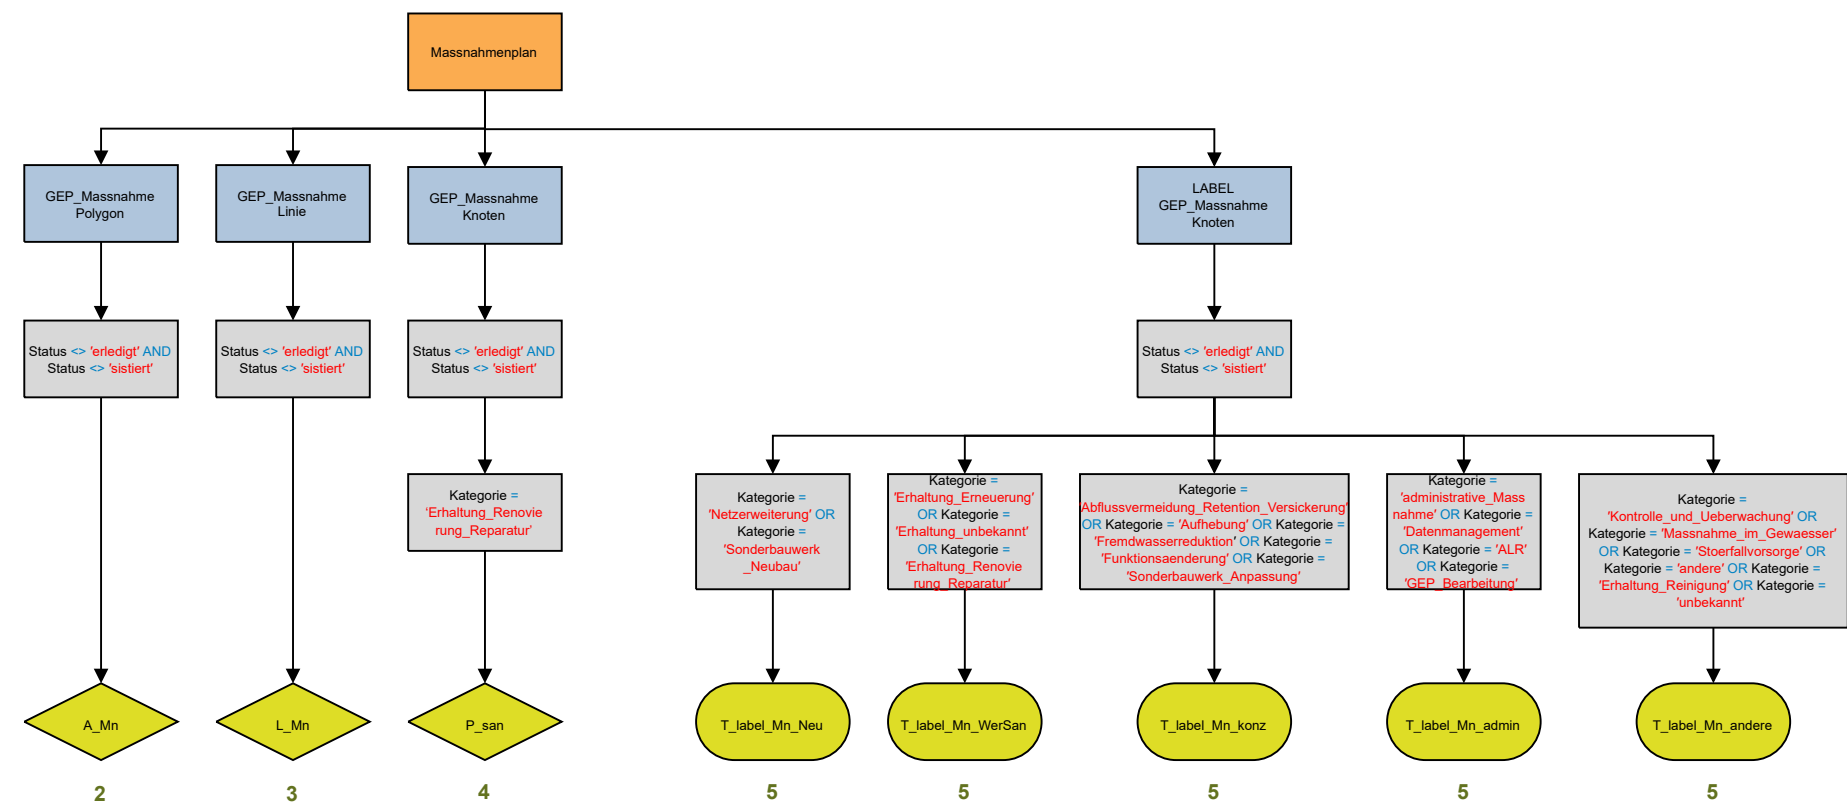 Massnahmenplan
GEP_Massnahme
Polygon
GEP_Massnahme
Linie
GEP_Massnahme
Knoten
LABEL
GEP_Massnahme
Knoten
Status <> 'erledigt' AND
Status <> 'sistiert'
Status <> 'erledigt' AND
Status <> 'sistiert'
Status <> 'erledigt' AND
Status <> 'sistiert'
Status <> 'erledigt' AND
Status <> 'sistiert'
Kategorie =
'Erhaltung_Renovie
rung_Reparatur'
Kategorie =
'Netzerweiterung' OR
Kategorie =
'Sonderbauwerk
_Neubau'
Kategorie =
'Erhaltung_Erneuerung'
OR Kategorie =
'Erhaltung_unbekannt'
OR Kategorie =
'Erhaltung_Renovie
rung_Reparatur'
Kategorie =
'Abflussvermeidung_Retention_Versickerung'
OR Kategorie = 'Aufhebung' OR Kategorie =
'Fremdwasserreduktion' OR Kategorie =
'Funktionsaenderung' OR Kategorie =
'Sonderbauwerk_Anpassung'
Kategorie =
'administrative_Mass
nahme' OR Kategorie =
'Datenmanagement'
OR Kategorie = 'ALR'
OR Kategorie =
'GEP_Bearbeitung'
Kategorie =
'Kontrolle_und_Ueberwachung' OR
Kategorie = 'Massnahme_im_Gewaesser'
OR Kategorie = 'Stoerfallvorsorge' OR
Kategorie = 'andere' OR Kategorie =
'Erhaltung_Reinigung' OR Kategorie =
'unbekannt'
A_Mn
L_Mn
P_san
T_label_Mn_Neu
T_label_Mn_WerSan
T_label_Mn_konz
T_label_Mn_admin
T_label_Mn_andere
2
3
4
5
5
5
5
5